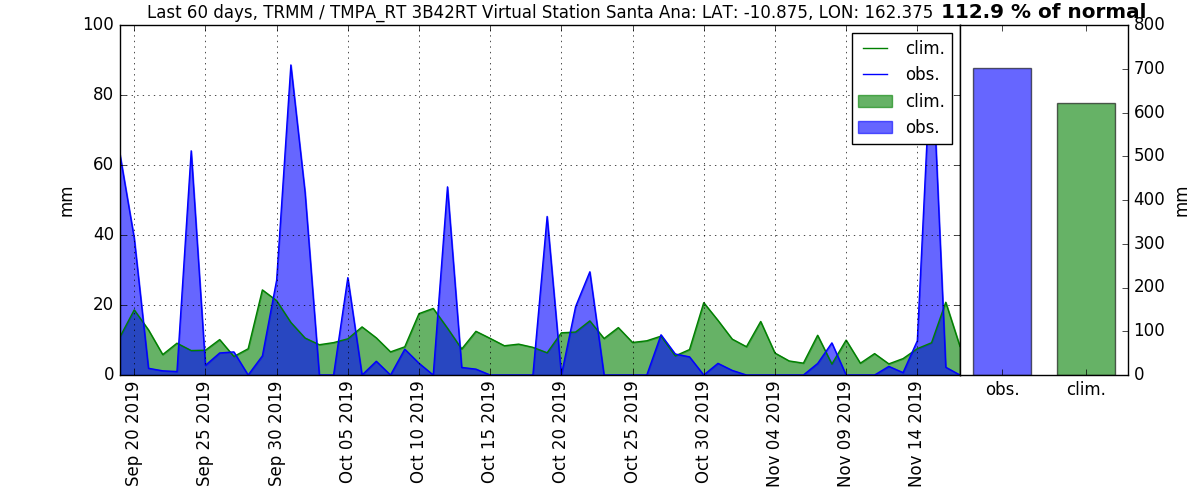 Last 60 days, TRMM / TMPA_RT 3B42RT Virtual Station Santa Ana: LAT: -10.875, LON: 162.375 112.9 % of normal
100
80
60
40
20
0
mm
clim.
obs.
clim.
obs.
800
700
600
500
400
300
200
100
0
mm
Sep 20 2019
Sep 25 2019
Sep 30 2019
Oct 05 2019
Oct 10 2019
Oct 15 2019
Oct 20 2019
Oct 25 2019
Oct 30 2019
Nov 04 2019
Nov 09 2019
Nov 14 2019
obs.
clim.